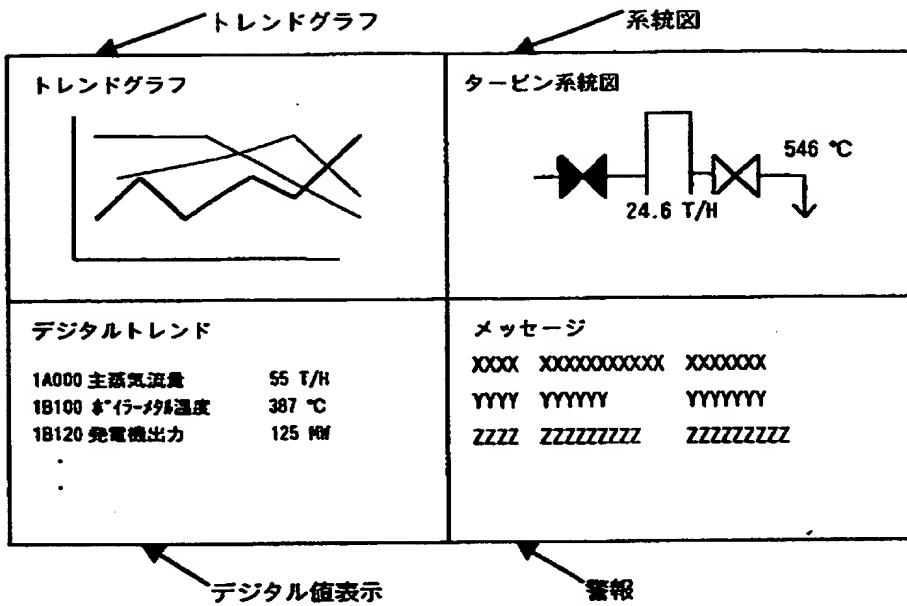 トレンドグラフ
系統図
トレンドグラフ
タービン系統図
546 ℃
24.6 T/H
デジタルトレンド
1A000 主蒸気流量 55 T/H
1B100 ボイラーメタル温度 387 ℃
1B120 発電機出力 125 MW
・
・
メッセージ
XXXX XXXXXXXXXXX XXXXXXX
YYYY YYYYYY YYYYYYY
ZZZZ ZZZZZZZZZ ZZZZZZZZZ
デジタル値表示
警報